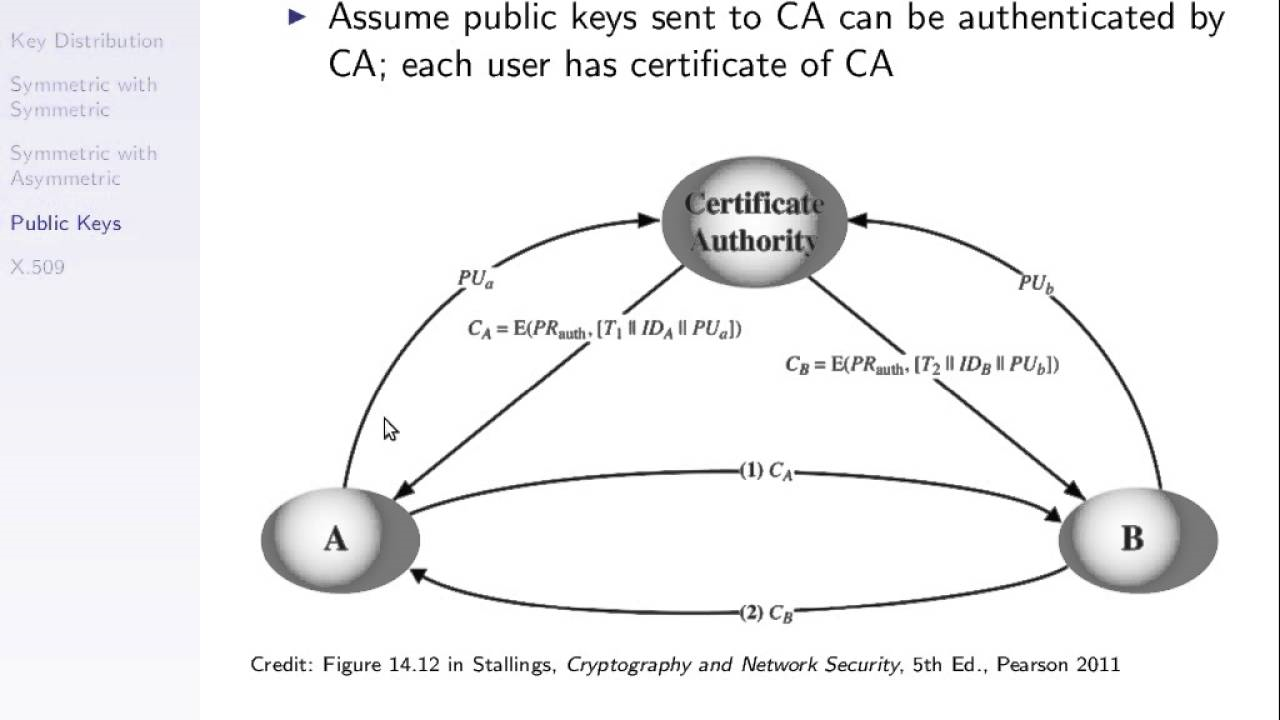 Key Distribution
Symmetric with
Symmetric
Symmetric with
Asymmetric
Public Keys
X.509
▶ Assume public keys sent to CA can be authenticated by
CA; each user has certificate of CA
Certificate
Authority
PUa
PUb
CA = E(PRauth, [T1 || IDA || PUa])
CB = E(PRauth, [T2 || IDB || PUb])
(1) CA
A
B
(2) CB
Credit: Figure 14.12 in Stallings, Cryptography and Network Security, 5th Ed., Pearson 2011